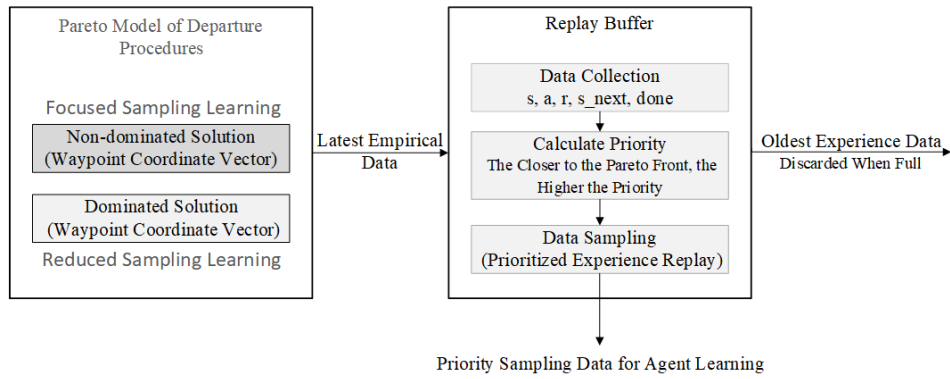 Pareto Model of Departure
Procedures
Focused Sampling Learning
Non-dominated Solution
(Waypoint Coordinate Vector)
Dominated Solution
(Waypoint Coordinate Vector)
Reduced Sampling Learning
Latest Empirical
Data
Replay Buffer
Data Collection
s, a, r, s_next, done
Calculate Priority
The Closer to the Pareto Front, the
Higher the Priority
Data Sampling
(Prioritized Experience Replay)
Oldest Experience Data
Discarded When Full
Priority Sampling Data for Agent Learning